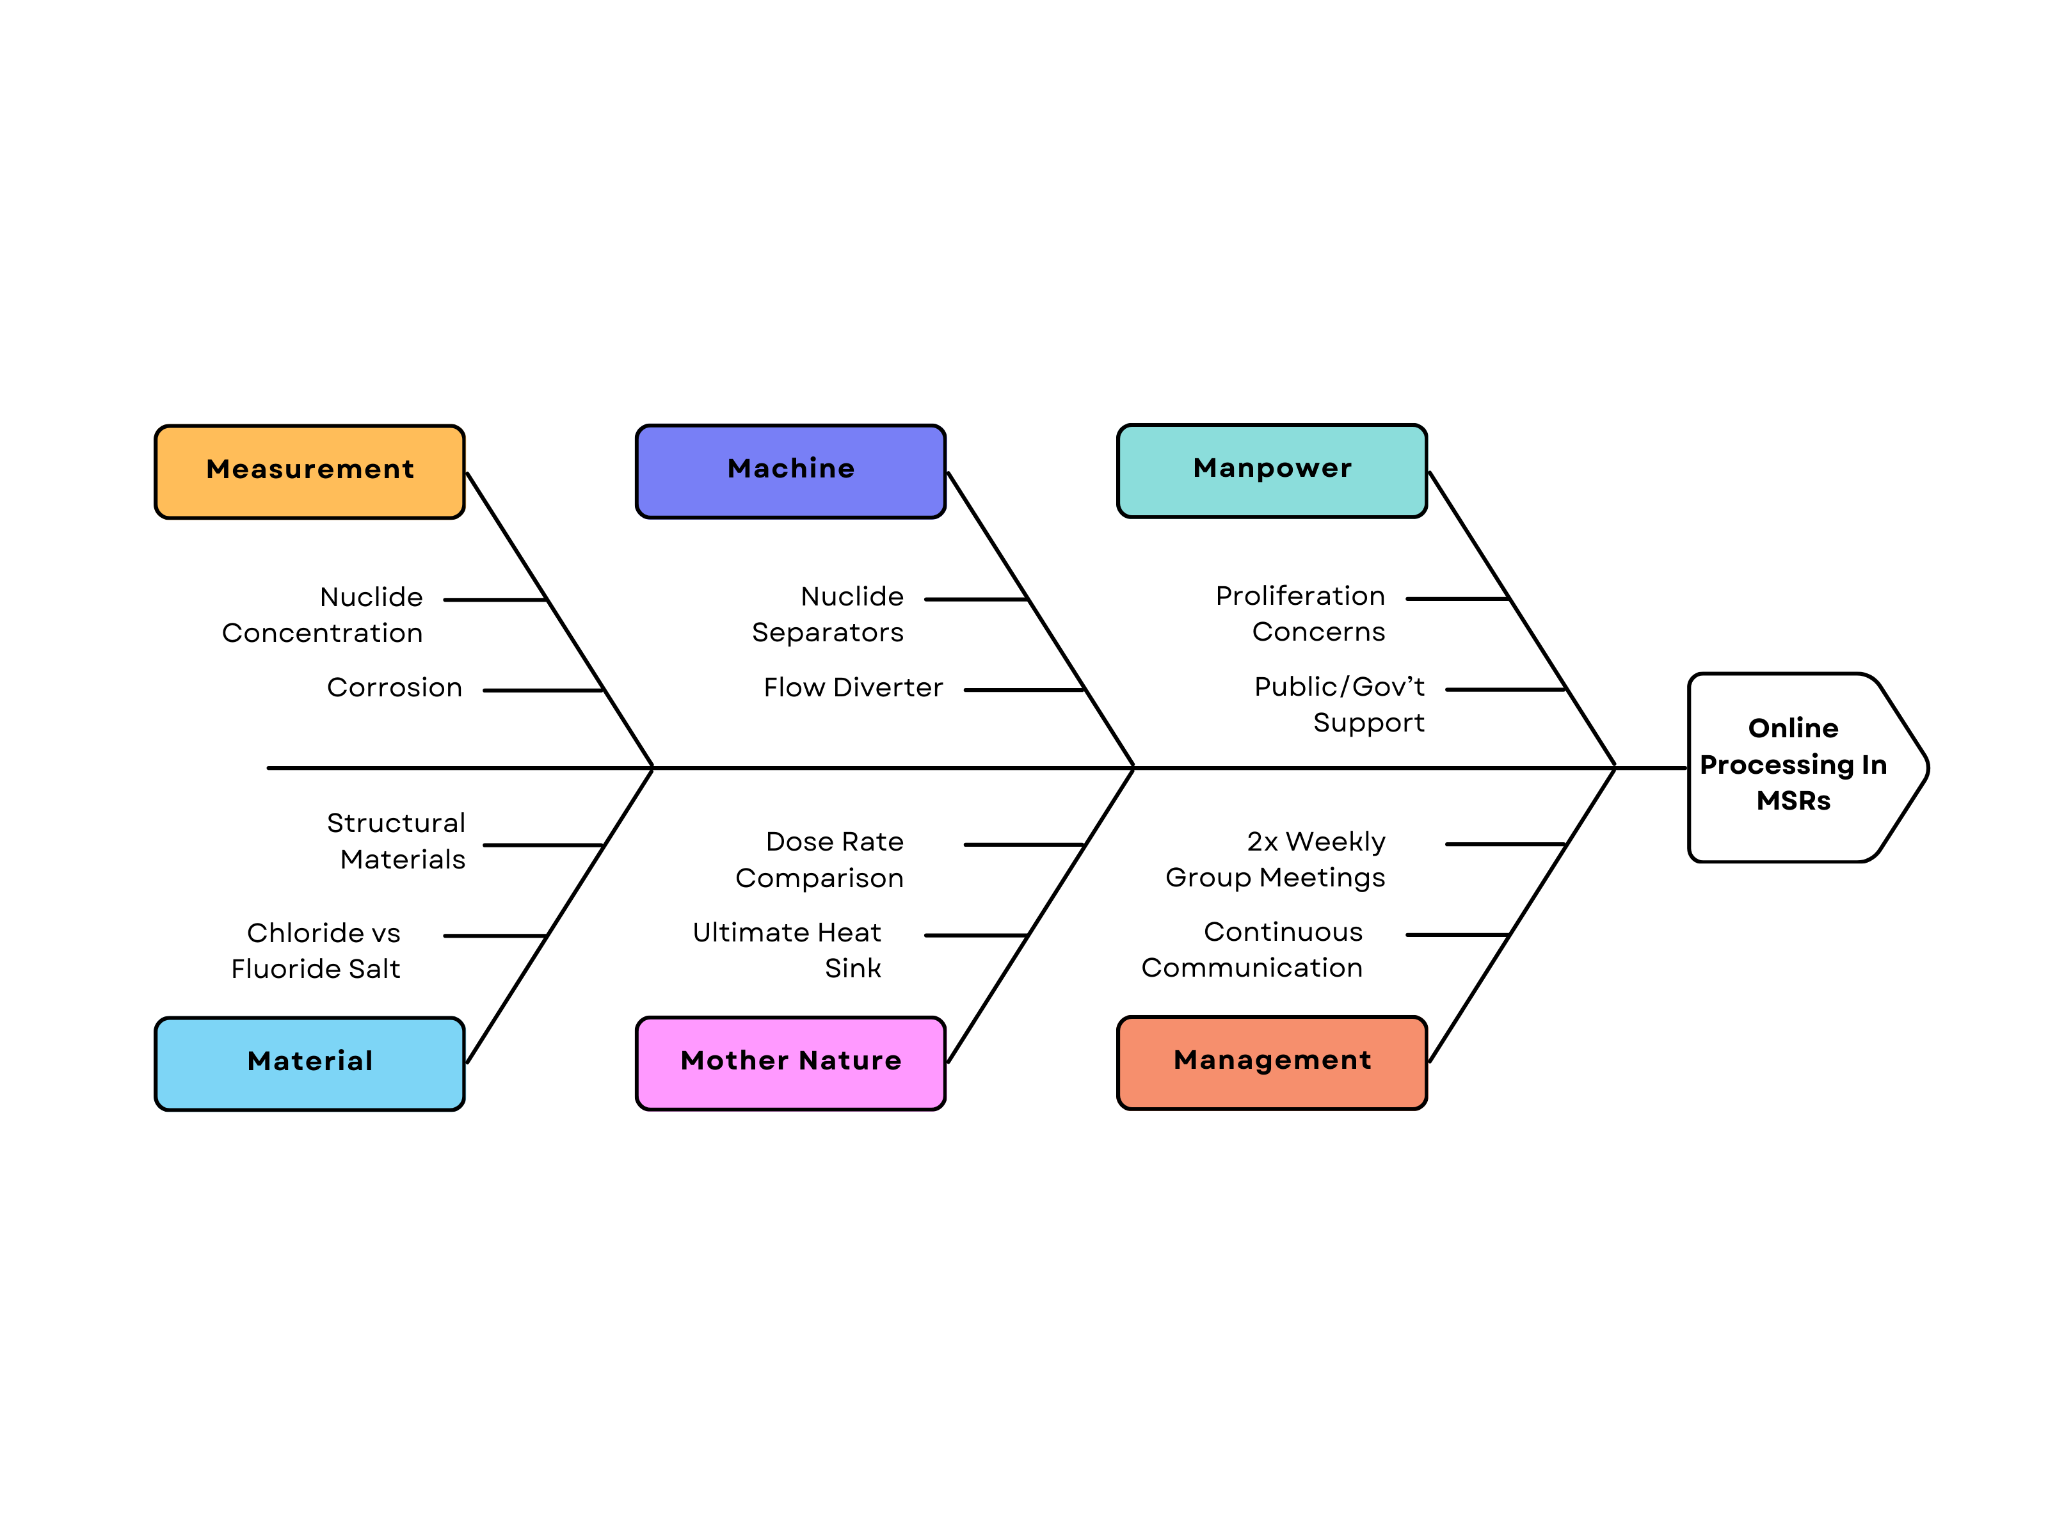 Measurement
Machine
Manpower
Nuclide
Concentration
Corrosion
Nuclide
Separators
Flow Diverter
Proliferation
Concerns
Public/Gov’t
Support
Online
Processing In
MSRs
Structural
Materials
Chloride vs
Fluoride Salt
Dose Rate
Comparison
Ultimate Heat
Sink
2x Weekly
Group Meetings
Continuous
Communication
Material
Mother Nature
Management